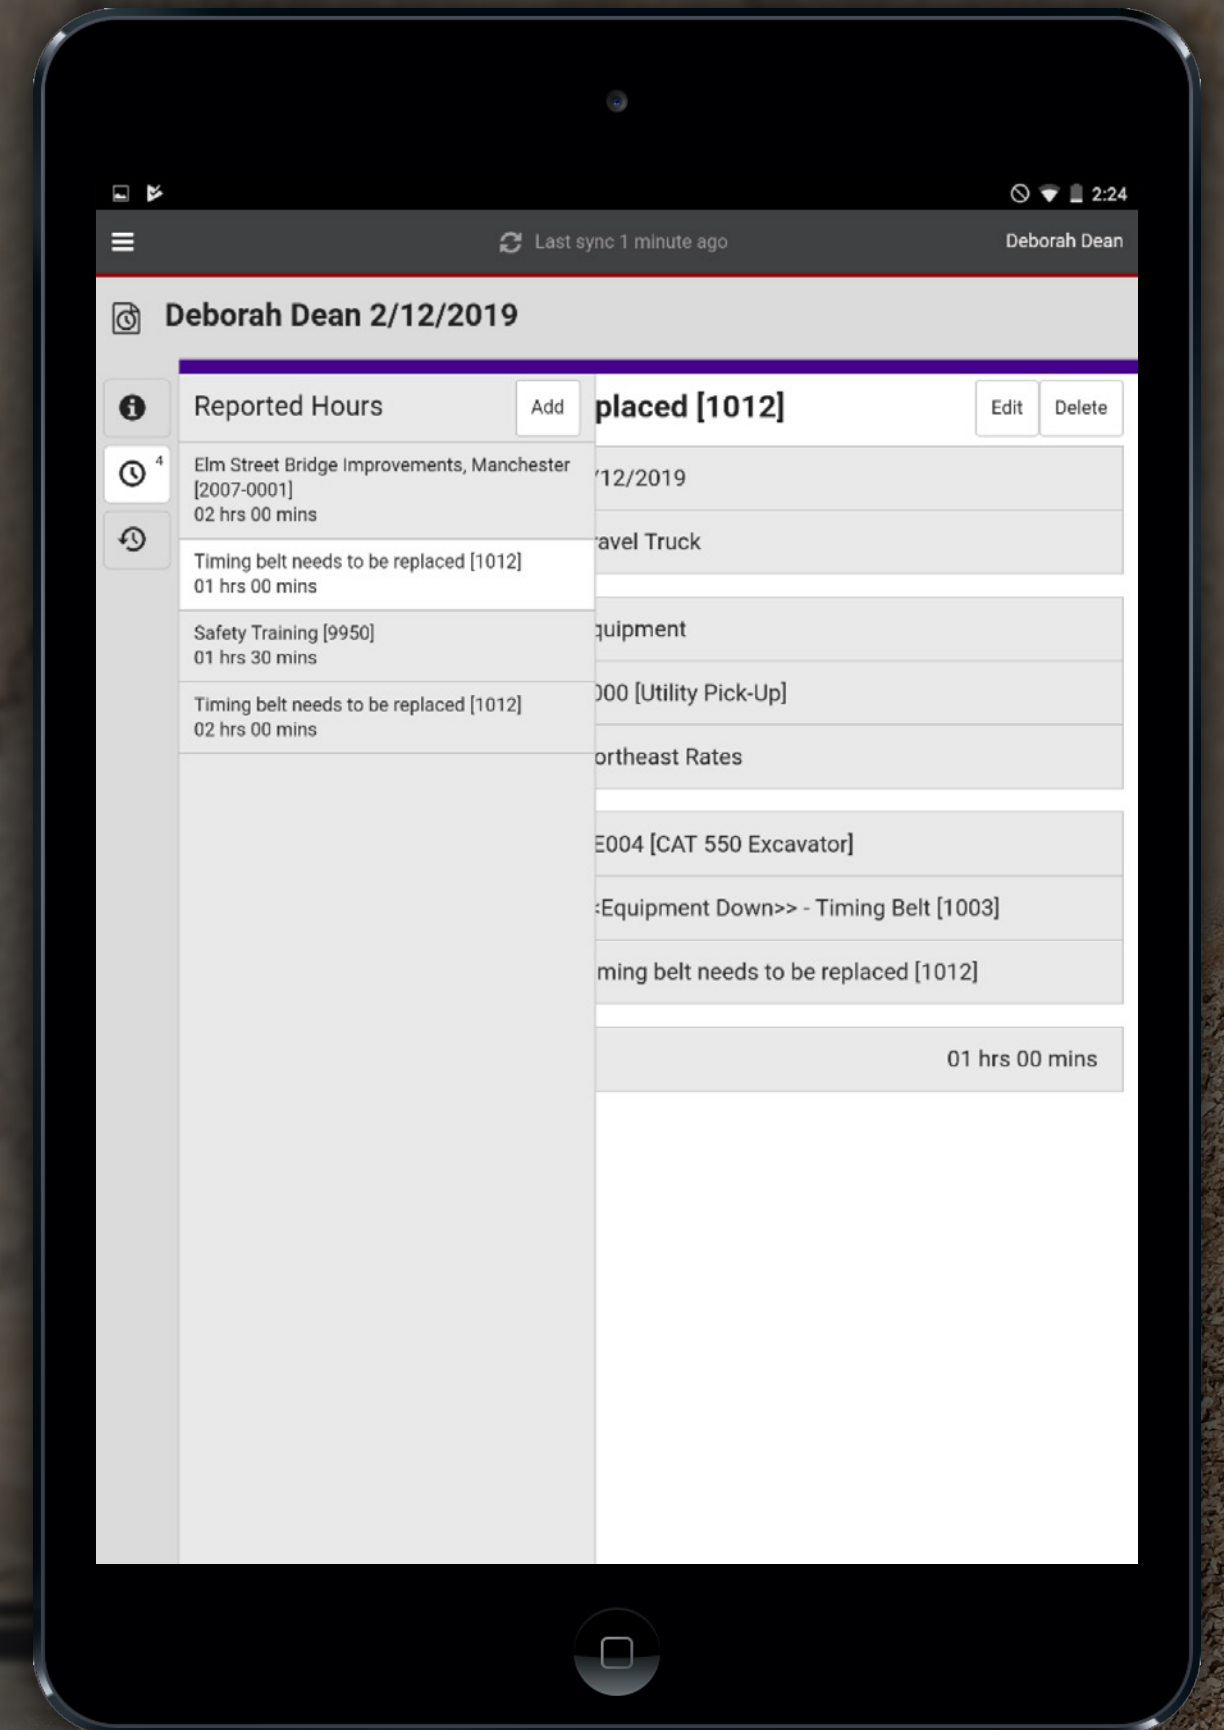 2:24
Last sync 1 minute ago
Deborah Dean
Deborah Dean 2/12/2019
Reported Hours
Add
placed [1012]
Edit
Delete
4
Elm Street Bridge Improvements, Manchester
[2007-0001]
02 hrs 00 mins
Timing belt needs to be replaced [1012]
01 hrs 00 mins
Safety Training [9950]
01 hrs 30 mins
Timing belt needs to be replaced [1012]
02 hrs 00 mins
/12/2019
avel Truck
quipment
000 [Utility Pick-Up]
ortheast Rates
E004 [CAT 550 Excavator]
<Equipment Down>> - Timing Belt [1003]
ming belt needs to be replaced [1012]
01 hrs 00 mins